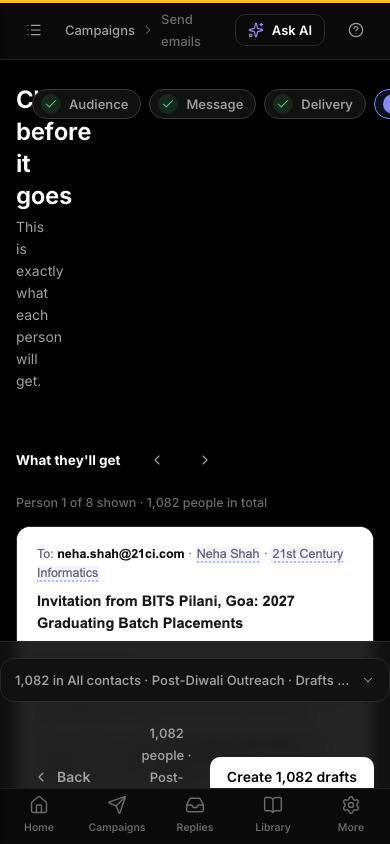 Campaigns
Send
emails
Ask AI
Audience
Message
Delivery
before
it
goes
This
is
exactly
what
each
person
will
get.
What they'll get
Person 1 of 8 shown · 1,082 people in total
To: neha.shah@21ci.com · Neha Shah · 21st Century
Informatics
Invitation from BITS Pilani, Goa: 2027
Graduating Batch Placements
1,082 in All contacts · Post-Diwali Outreach · Drafts ...
1,082
people ·
Post-
Back
Create 1,082 drafts
Home
Campaigns
Replies
Library
More